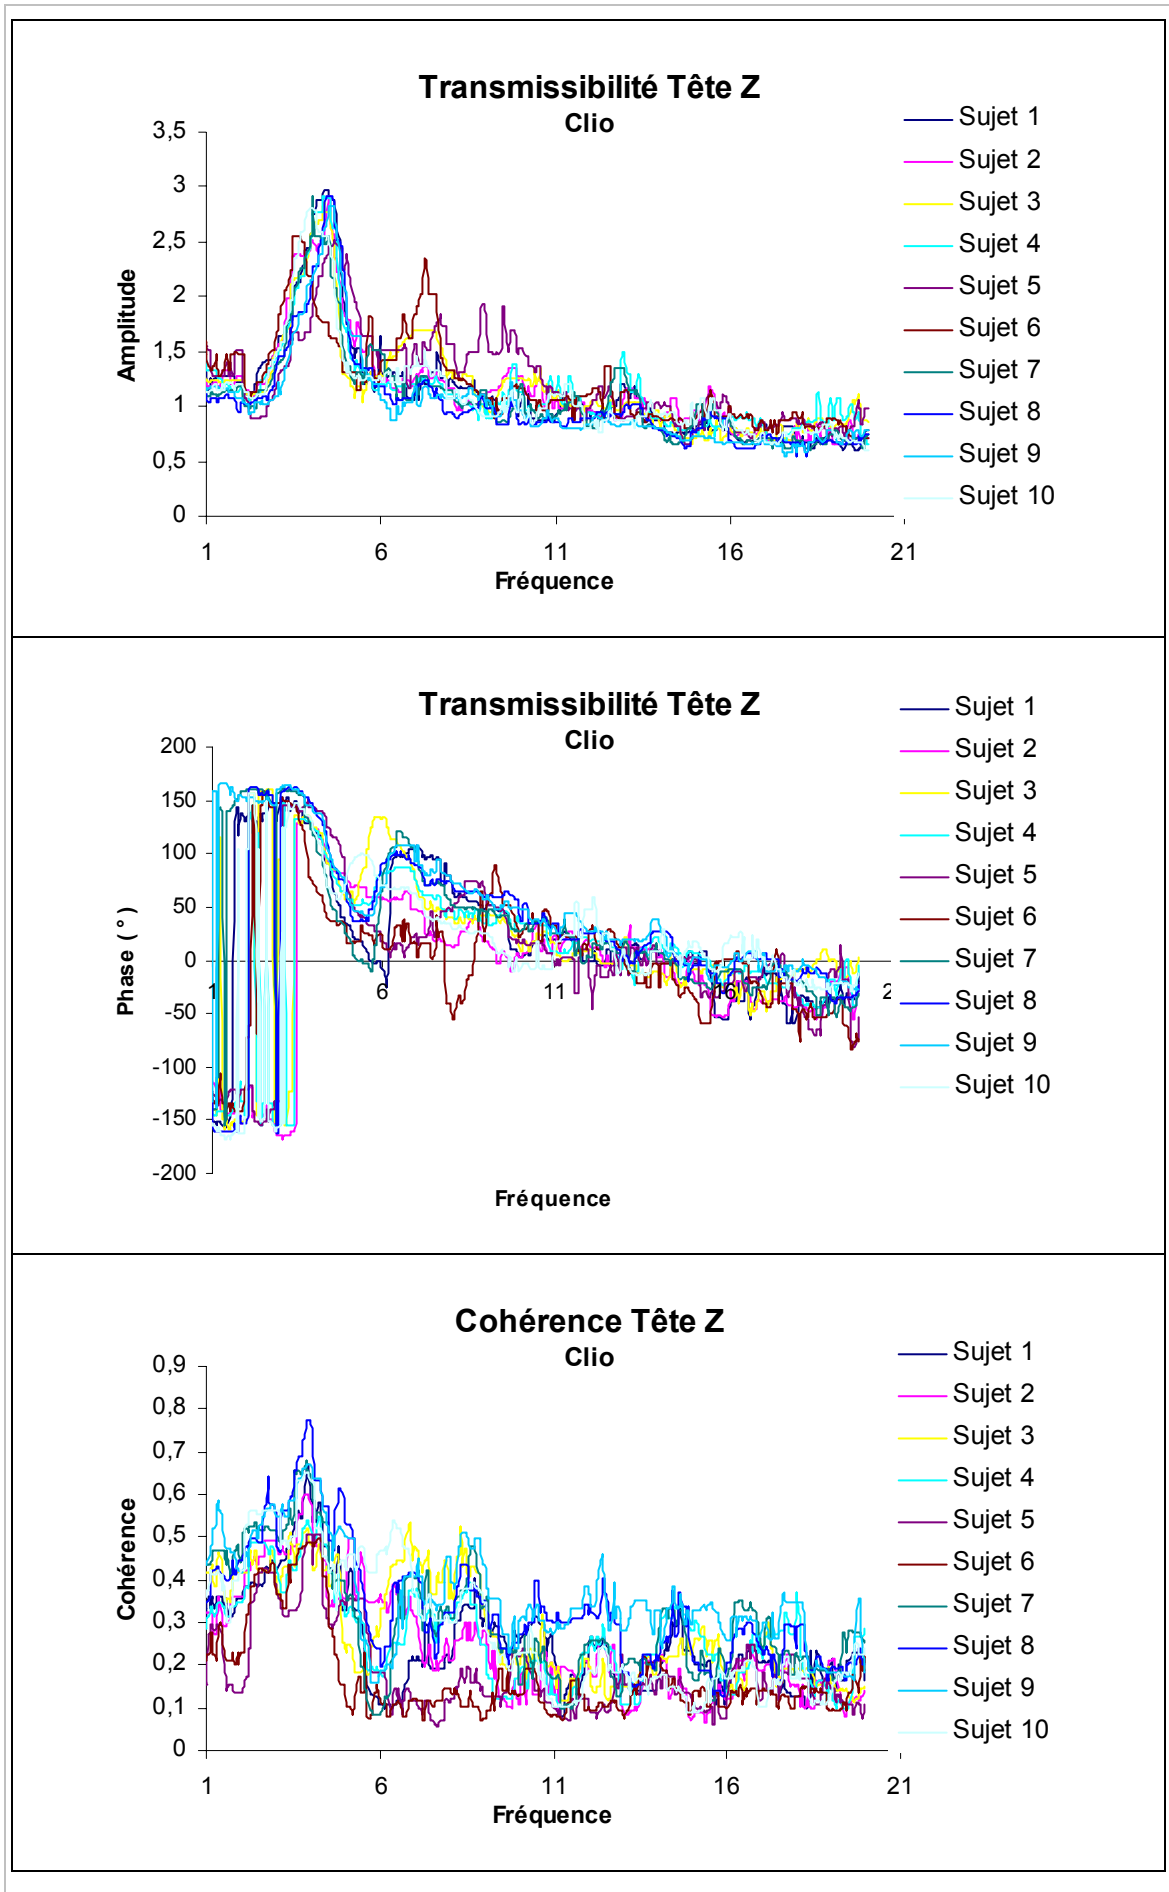 Transmissibilité Tête Z
Clio
Amplitude
3,5
3
2,5
2
1,5
1
0,5
0
1
6
11
16
21
Fréquence
Sujet 1
Sujet 2
Sujet 3
Sujet 4
Sujet 5
Sujet 6
Sujet 7
Sujet 8
Sujet 9
Sujet 10
Transmissibilité Tête Z
Clio
Phase ( ° )
200
150
100
50
0
-50
-100
-150
-200
1
6
11
16
2
Fréquence
Sujet 1
Sujet 2
Sujet 3
Sujet 4
Sujet 5
Sujet 6
Sujet 7
Sujet 8
Sujet 9
Sujet 10
Cohérence Tête Z
Clio
Cohérence
0,9
0,8
0,7
0,6
0,5
0,4
0,3
0,2
0,1
0
1
6
11
16
21
Fréquence
Sujet 1
Sujet 2
Sujet 3
Sujet 4
Sujet 5
Sujet 6
Sujet 7
Sujet 8
Sujet 9
Sujet 10